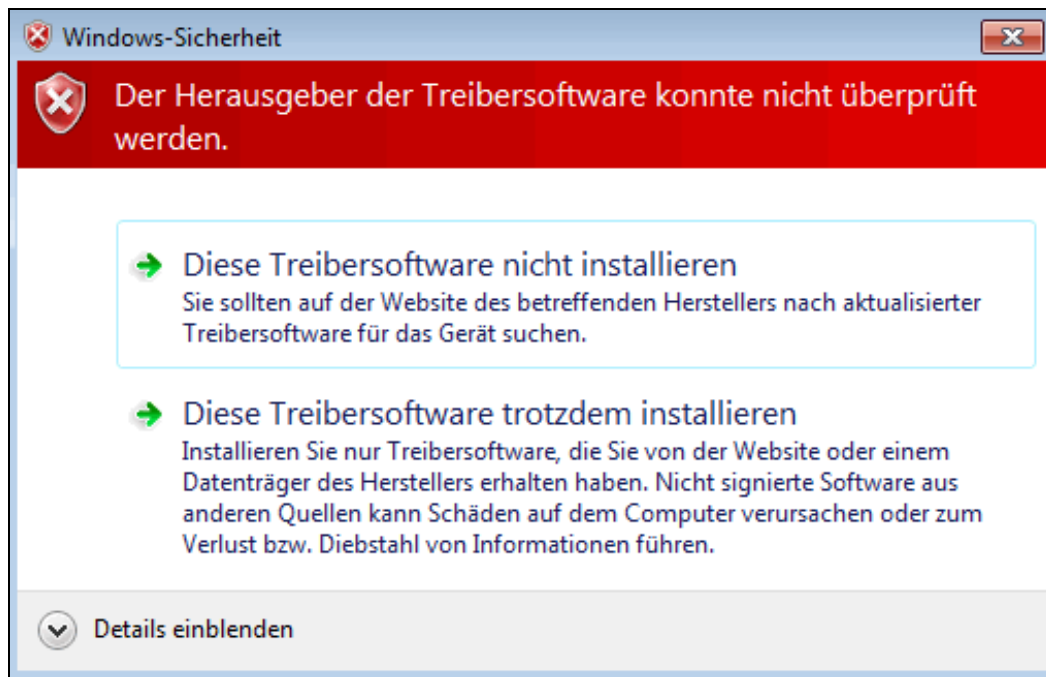 Windows-Sicherheit
Der Herausgeber der Treibersoftware konnte nicht überprüft
werden.
Diese Treibersoftware nicht installieren
Sie sollten auf der Website des betreffenden Herstellers nach aktualisierter
Treibersoftware für das Gerät suchen.
Diese Treibersoftware trotzdem installieren
Installieren Sie nur Treibersoftware, die Sie von der Website oder einem
Datenträger des Herstellers erhalten haben. Nicht signierte Software aus
anderen Quellen kann Schäden auf dem Computer verursachen oder zum
Verlust bzw. Diebstahl von Informationen führen.
Details einblenden